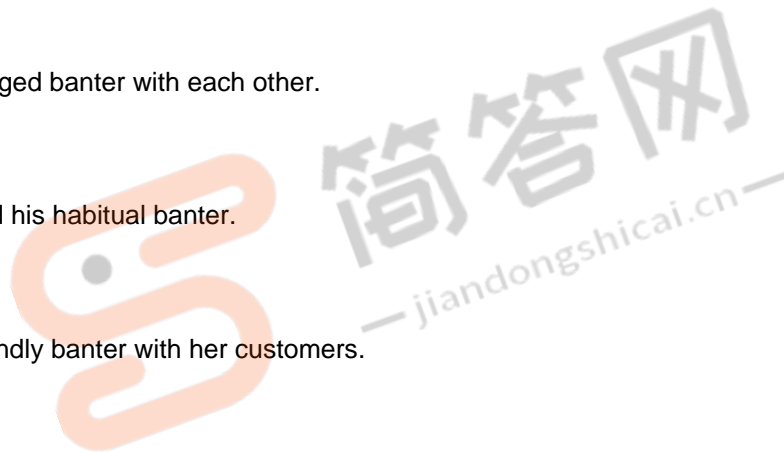 ged banter with each other.
his habitual banter.
ndly banter with her customers.
简答网
jiandongshicai.cn